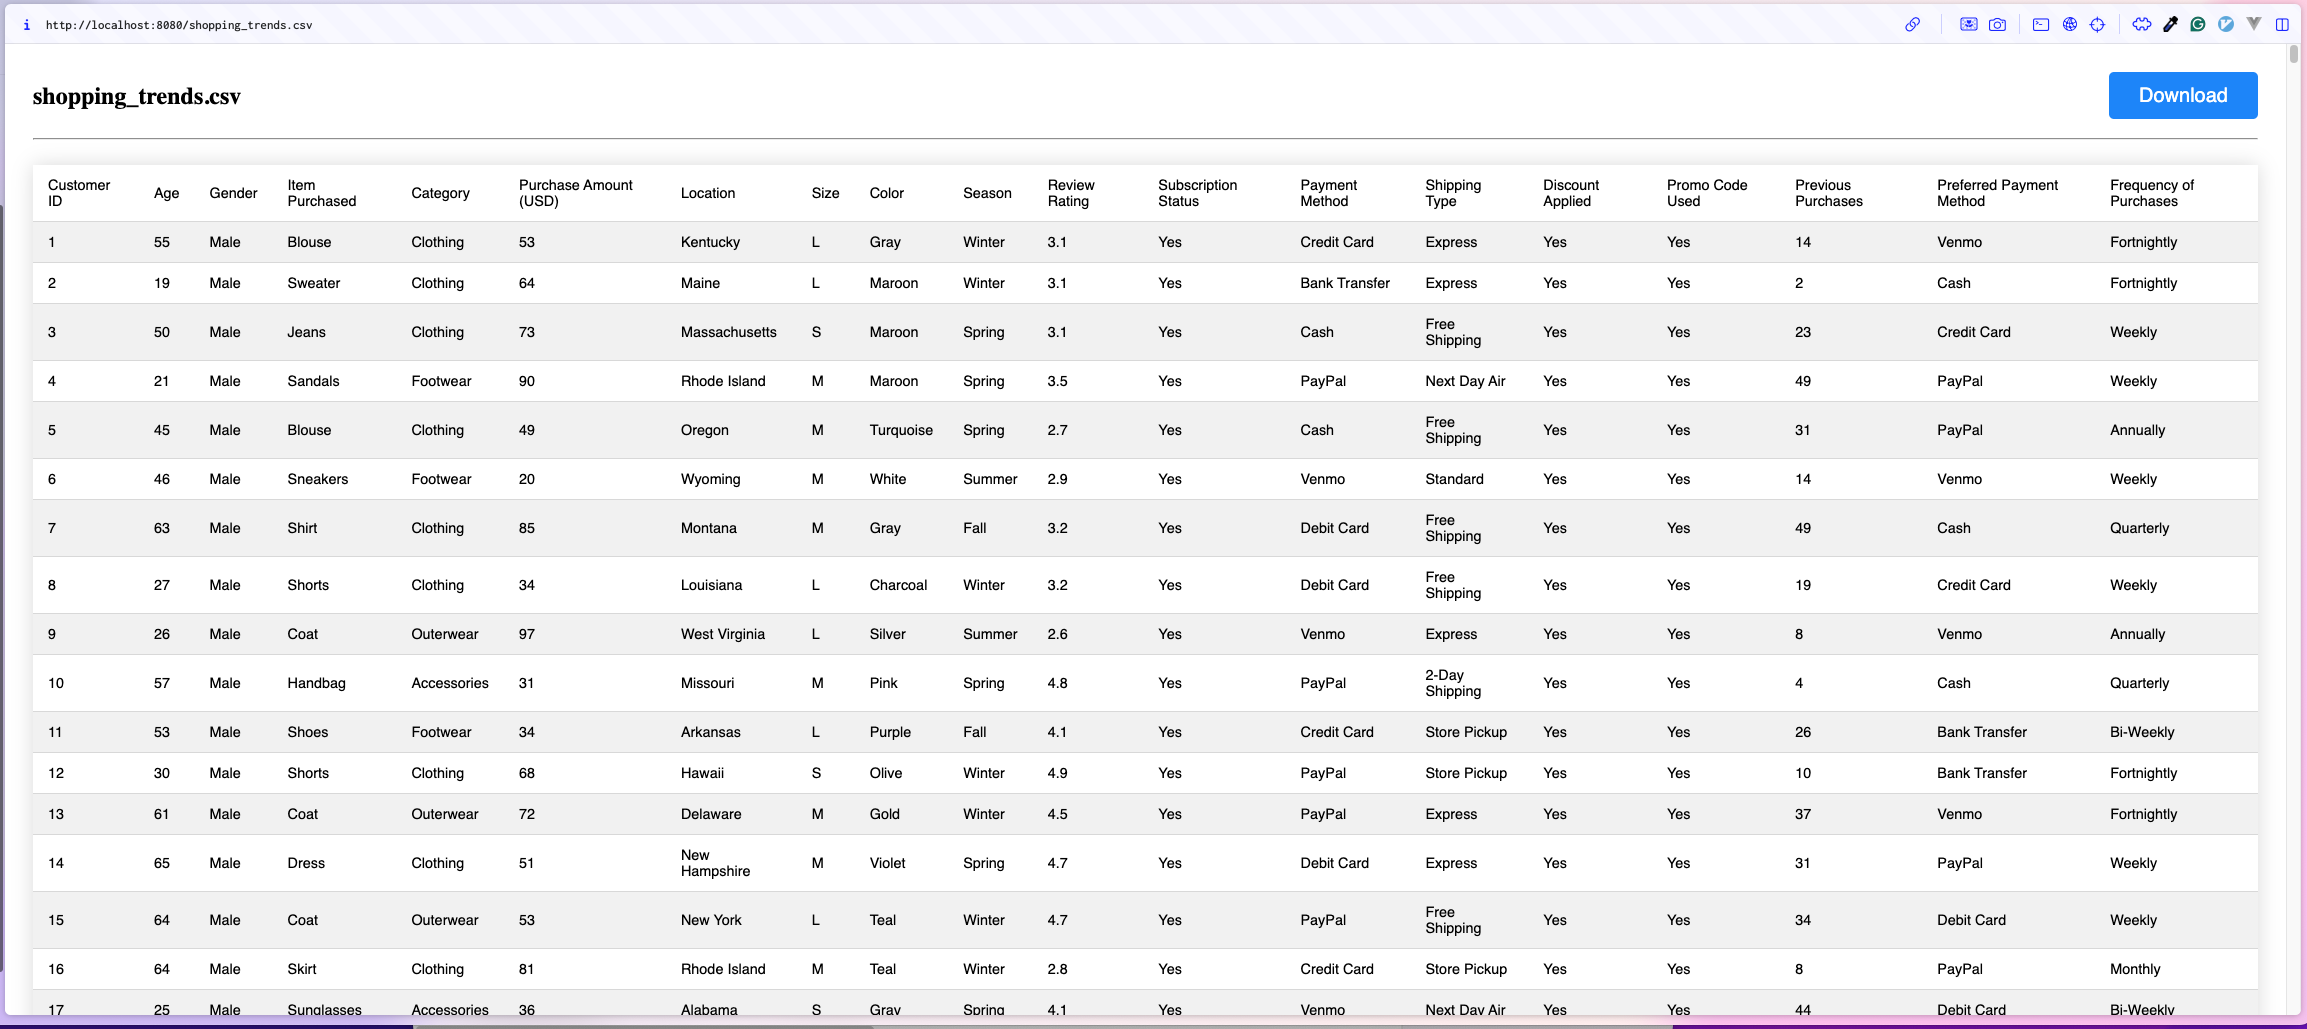 i http://localhost:8080/shopping_trends.csv
shopping_trends.csv
Download
Customer ID Age Gender Item Purchased Category Purchase Amount (USD) Location Size Color Season Review Rating Subscription Status Payment Method Shipping Type Discount Applied Promo Code Used Previous Purchases Preferred Payment Method Frequency of Purchases
1 55 Male Blouse Clothing 53 Kentucky L Gray Winter 3.1 Yes Credit Card Express Yes Yes 14 Venmo Fortnightly
2 19 Male Sweater Clothing 64 Maine L Maroon Winter 3.1 Yes Bank Transfer Express Yes Yes 2 Cash Fortnightly
3 50 Male Jeans Clothing 73 Massachusetts S Maroon Spring 3.1 Yes Cash Free Shipping Yes Yes 23 Credit Card Weekly
4 21 Male Sandals Footwear 90 Rhode Island M Maroon Spring 3.5 Yes PayPal Next Day Air Yes Yes 49 PayPal Weekly
5 45 Male Blouse Clothing 49 Oregon M Turquoise Spring 2.7 Yes Cash Free Shipping Yes Yes 31 PayPal Annually
6 46 Male Sneakers Footwear 20 Wyoming M White Summer 2.9 Yes Venmo Standard Yes Yes 14 Venmo Weekly
7 63 Male Shirt Clothing 85 Montana M Gray Fall 3.2 Yes Debit Card Free Shipping Yes Yes 49 Cash Quarterly
8 27 Male Shorts Clothing 34 Louisiana L Charcoal Winter 3.2 Yes Debit Card Free Shipping Yes Yes 19 Credit Card Weekly
9 26 Male Coat Outerwear 97 West Virginia L Silver Summer 2.6 Yes Venmo Express Yes Yes 8 Venmo Annually
10 57 Male Handbag Accessories 31 Missouri M Pink Spring 4.8 Yes PayPal 2-Day Shipping Yes Yes 4 Cash Quarterly
11 53 Male Shoes Footwear 34 Arkansas L Purple Fall 4.1 Yes Credit Card Store Pickup Yes Yes 26 Bank Transfer Bi-Weekly
12 30 Male Shorts Clothing 68 Hawaii S Olive Winter 4.9 Yes PayPal Store Pickup Yes Yes 10 Bank Transfer Fortnightly
13 61 Male Coat Outerwear 72 Delaware M Gold Winter 4.5 Yes PayPal Express Yes Yes 37 Venmo Fortnightly
14 65 Male Dress Clothing 51 New Hampshire M Violet Spring 4.7 Yes Debit Card Express Yes Yes 31 PayPal Weekly
15 64 Male Coat Outerwear 53 New York L Teal Winter 4.7 Yes PayPal Free Shipping Yes Yes 34 Debit Card Weekly
16 64 Male Skirt Clothing 81 Rhode Island M Teal Winter 2.8 Yes Credit Card Store Pickup Yes Yes 8 PayPal Monthly
17 25 Male Sunglasses Accessories 36 Alabama S Gray Spring 4.1 Yes Venmo Next Day Air Yes Yes 44 Debit Card Bi-Weekly